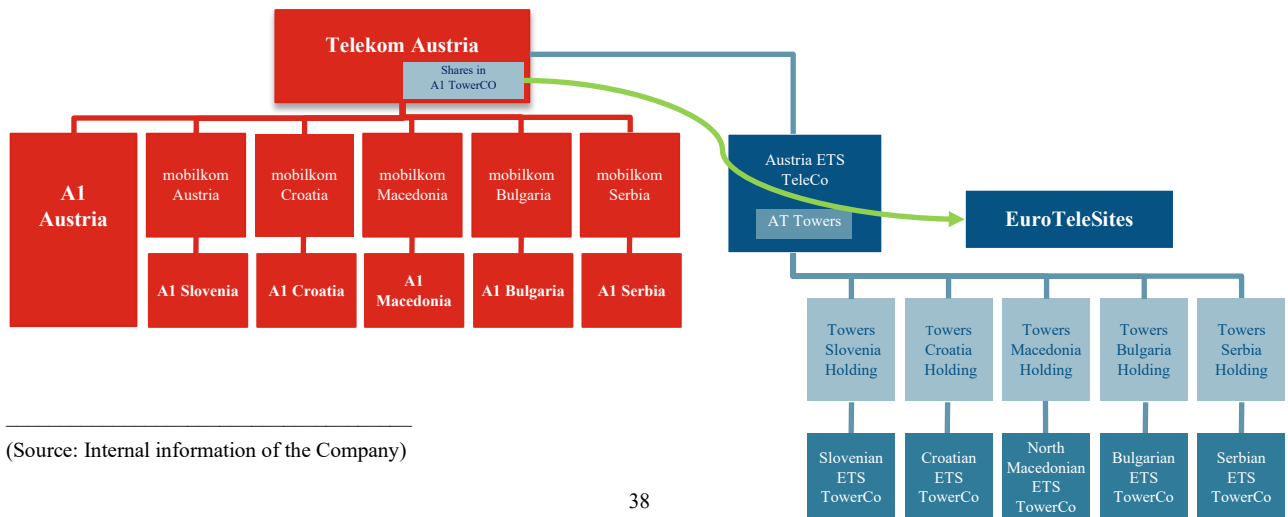 Telekom Austria
Shares in
A1 TowerCO
A1
Austria
mobilkom
Austria
mobilkom
Croatia
mobilkom
Macedonia
mobilkom
Bulgaria
mobilkom
Serbia
A1 Slovenia
A1 Croatia
A1
Macedonia
A1 Bulgaria
A1 Serbia
Austria ETS
TeleCo
AT Towers
EuroTeleSites
Towers
Slovenia
Holding
Towers
Croatia
Holding
Towers
Macedonia
Holding
Towers
Bulgaria
Holding
Towers
Serbia
Holding
Slovenian
ETS
TowerCo
Croatian
ETS
TowerCo
North
Macedonian
ETS
TowerCo
Bulgarian
ETS
TowerCo
Serbian
ETS
TowerCo
(Source: Internal information of the Company)
38